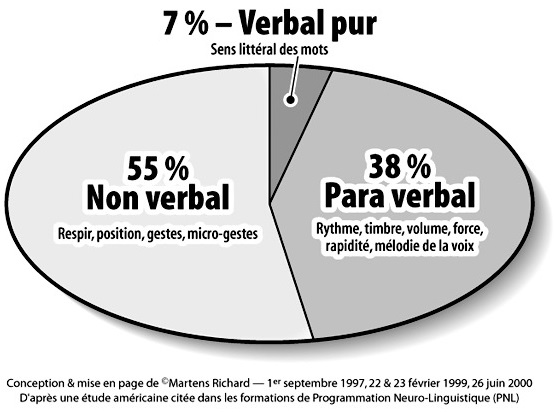 7 % – Verbal pur
Sens littéral des mots
55 %
Non verbal
Respir, position, gestes, micro-gestes
38 %
Para verbal
Rythme, timbre, volume, force,
rapidité, mélodie de la voix
Conception & mise en page de ©Martens Richard — 1er septembre 1997, 22 & 23 février 1999, 26 juin 2000
D'après une étude américaine citée dans les formations de Programmation Neuro-Linguistique (PNL)